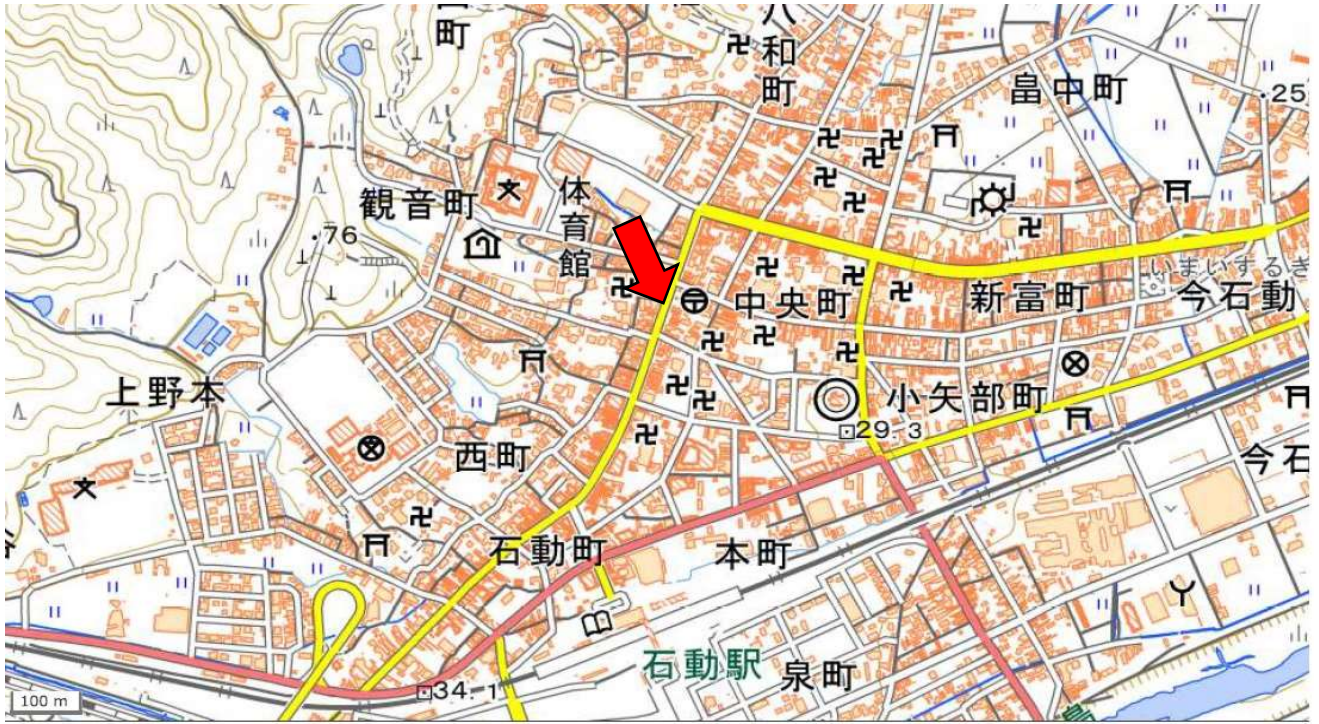 八和町
畠中町
.25
観音町
体育館
.76
中央町
新富町
いまいするぎ
今石動
上野本
小矢部町
29.3
西町
今石
石動町
本町
石動駅
泉町
34.1
100 m